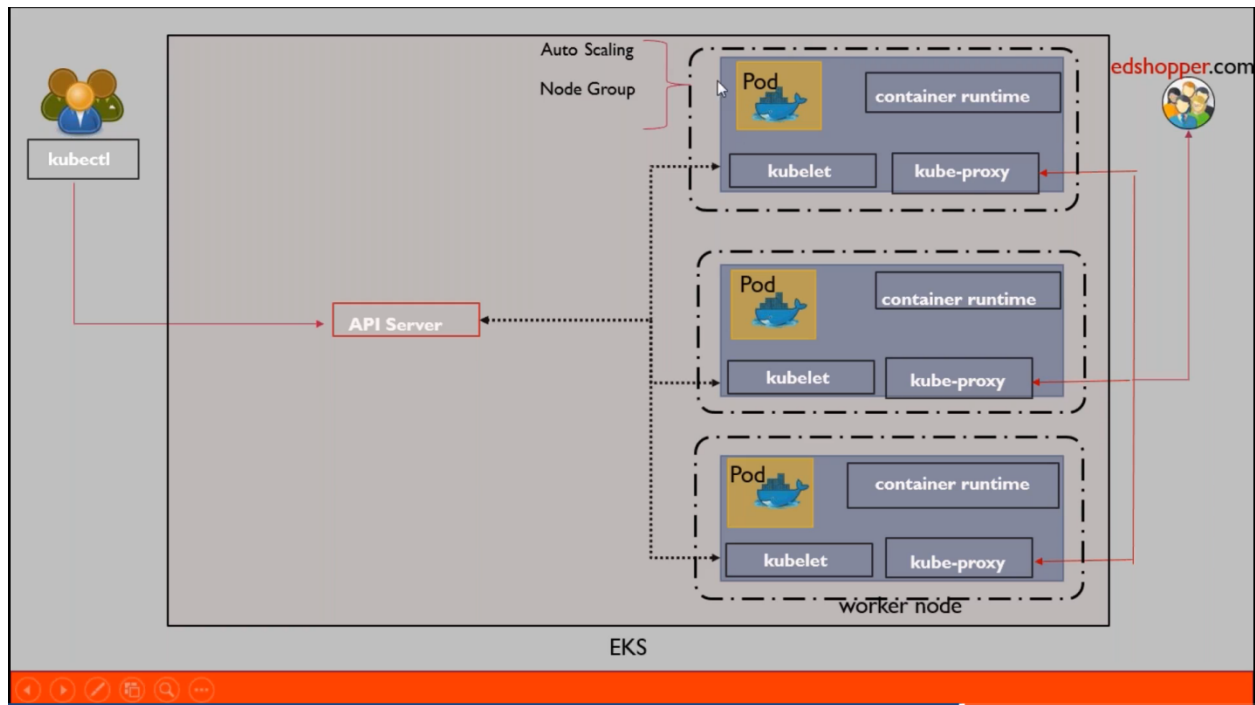 Auto Scaling
Node Group
kubectl
API Server
Pod
container runtime
kubelet
kube-proxy
Pod
container runtime
kubelet
kube-proxy
Pod
container runtime
kubelet
kube-proxy
worker node
edshopper.com
EKS